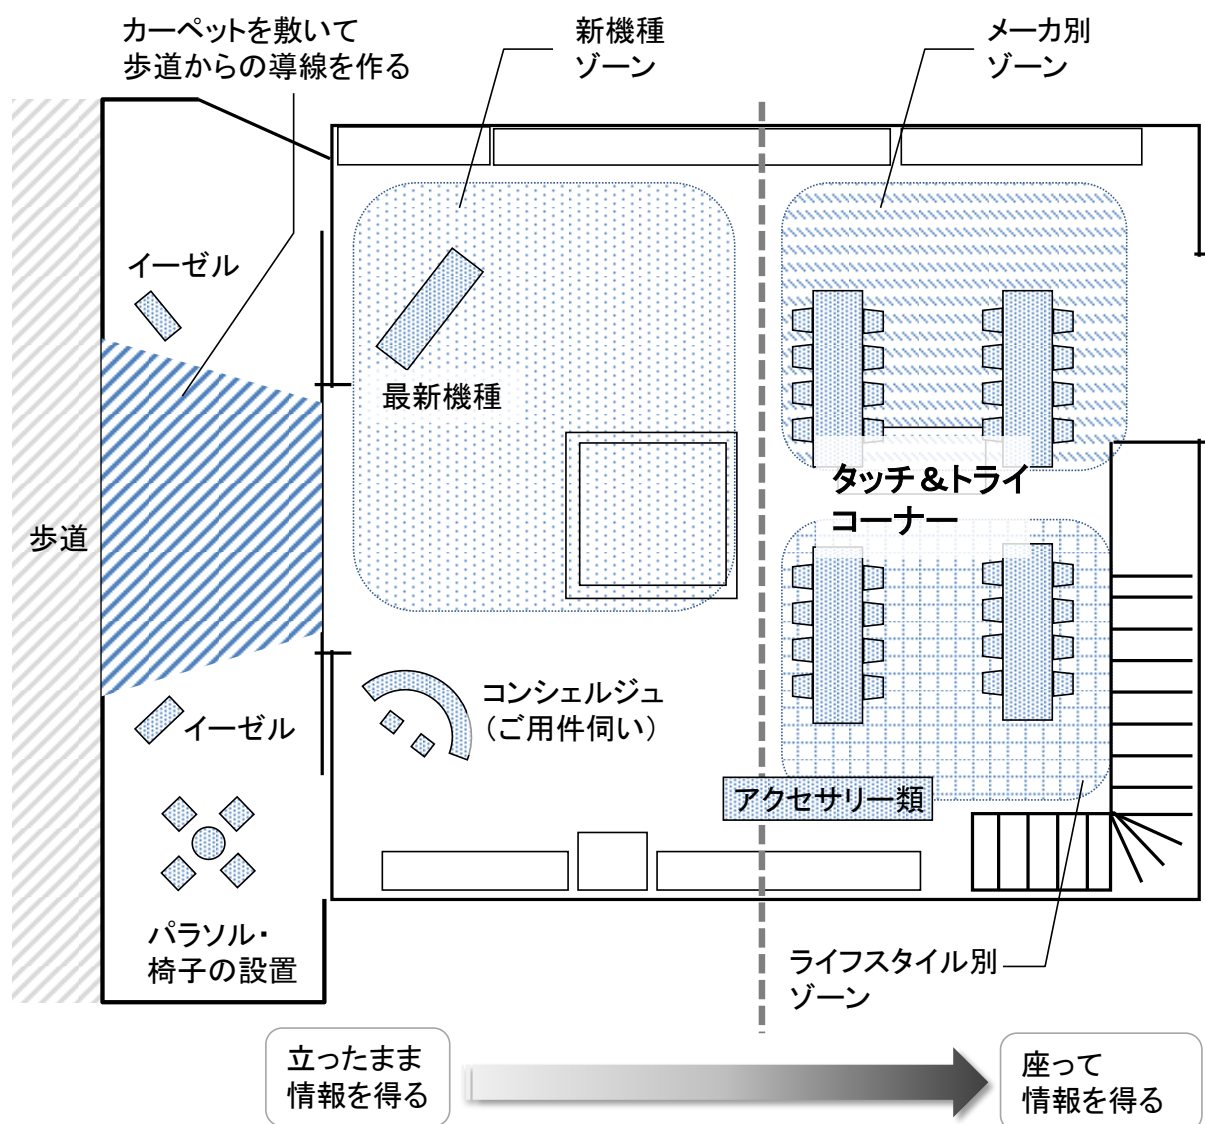 カーペットを敷いて
歩道からの導線を作る
新機種
ゾーン
メーカ別
ゾーン
イーゼル
最新機種
タッチ＆トライ
コーナー
歩道
コンシェルジュ
（ご用件伺い）
イーゼル
アクセサリー類
パラソル・
椅子の設置
ライフスタイル別
ゾーン
立ったまま
情報を得る
座って
情報を得る